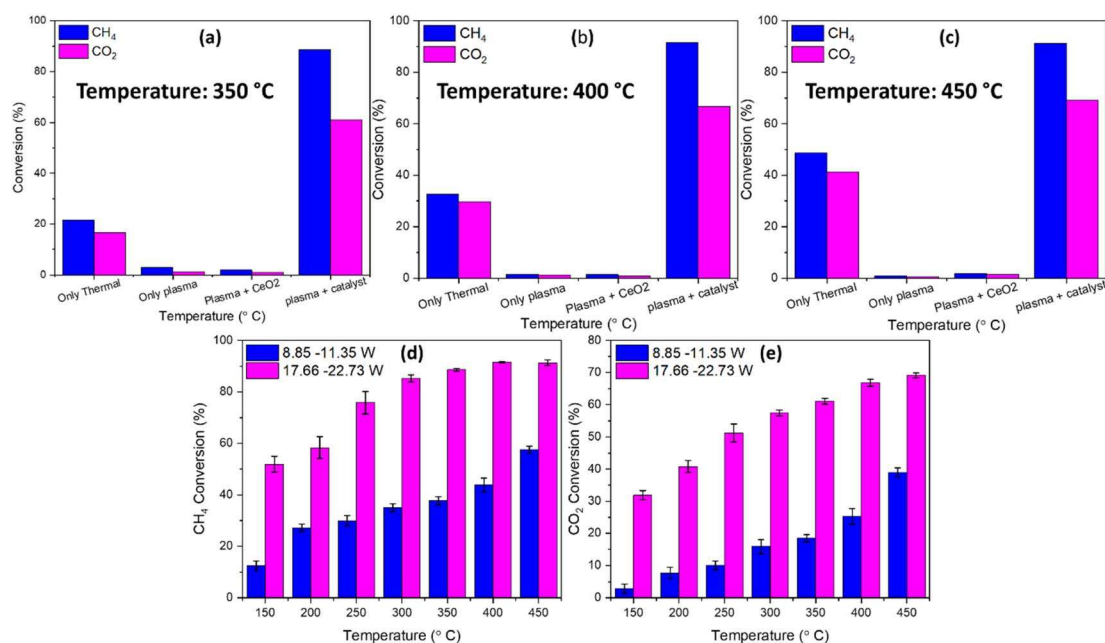 (a)
CH₄
CO₂
Temperature: 350 °C
Conversion (%)
100
80
60
40
20
0
Only Thermal
Only plasma
Plasma + CeO2
plasma + catalyst
Temperature (° C)
(b)
CH₄
CO₂
Temperature: 400 °C
Conversion (%)
100
80
60
40
20
0
Only Thermal
Only plasma
Plasma + CeO2
plasma + catalyst
Temperature (° C)
(c)
CH₄
CO₂
Temperature: 450 °C
Conversion (%)
100
80
60
40
20
0
Only Thermal
Only plasma
Plasma + CeO2
plasma + catalyst
Temperature (° C)
(d)
8.85 -11.35 W
17.66 -22.73 W
CH₄ Conversion (%)
100
80
60
40
20
0
150 200 250 300 350 400 450
Temperature (° C)
(e)
8.85 -11.35 W
17.66 -22.73 W
CO₂ Conversion (%)
80
70
60
50
40
30
20
10
0
150 200 250 300 350 400 450
Temperature (° C)